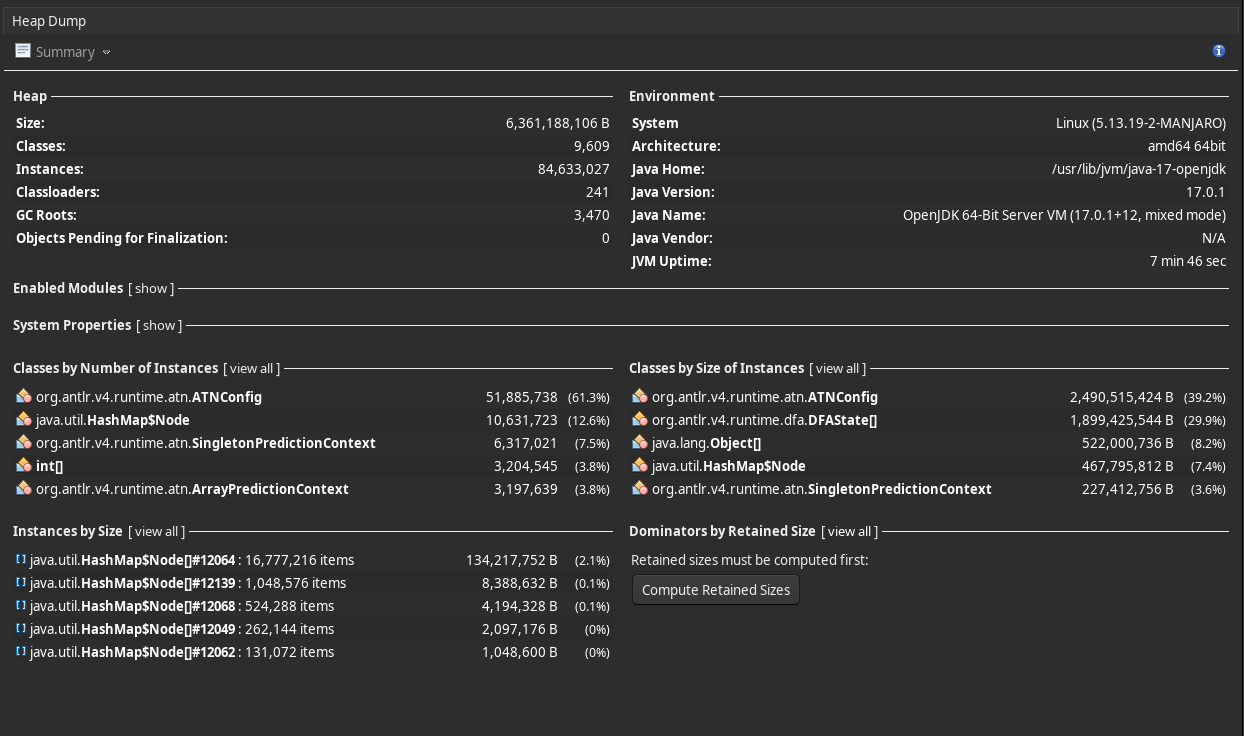 Heap Dump
Summary
Heap
Size: 6,361,188,106 B
Classes: 9,609
Instances: 84,633,027
Classloaders: 241
GC Roots: 3,470
Objects Pending for Finalization: 0
Environment
System Linux (5.13.19-2-MANJARO)
Architecture: amd64 64bit
Java Home: /usr/lib/jvm/java-17-openjdk
Java Version: 17.0.1
Java Name: OpenJDK 64-Bit Server VM (17.0.1+12, mixed mode)
Java Vendor: N/A
JVM Uptime: 7 min 46 sec
Enabled Modules [ show ]
System Properties [ show ]
Classes by Number of Instances [ view all ]
org.antlr.v4.runtime.atn.ATNConfig 51,885,738 (61.3%)
java.util.HashMap$Node 10,631,723 (12.6%)
org.antlr.v4.runtime.atn.SingletonPredictionContext 6,317,021 (7.5%)
int[] 3,204,545 (3.8%)
org.antlr.v4.runtime.atn.ArrayPredictionContext 3,197,639 (3.8%)
Classes by Size of Instances [ view all ]
org.antlr.v4.runtime.atn.ATNConfig 2,490,515,424 B (39.2%)
org.antlr.v4.runtime.dfa.DFAState[] 1,899,425,544 B (29.9%)
java.lang.Object[] 522,000,736 B (8.2%)
java.util.HashMap$Node 467,795,812 B (7.4%)
org.antlr.v4.runtime.atn.SingletonPredictionContext 227,412,756 B (3.6%)
Instances by Size [ view all ]
java.util.HashMap$Node[]#12064 : 16,777,216 items 134,217,752 B (2.1%)
java.util.HashMap$Node[]#12139 : 1,048,576 items 8,388,632 B (0.1%)
java.util.HashMap$Node[]#12068 : 524,288 items 4,194,328 B (0.1%)
java.util.HashMap$Node[]#12049 : 262,144 items 2,097,176 B (0%)
java.util.HashMap$Node[]#12062 : 131,072 items 1,048,600 B (0%)
Dominators by Retained Size [ view all ]
Retained sizes must be computed first:
Compute Retained Sizes